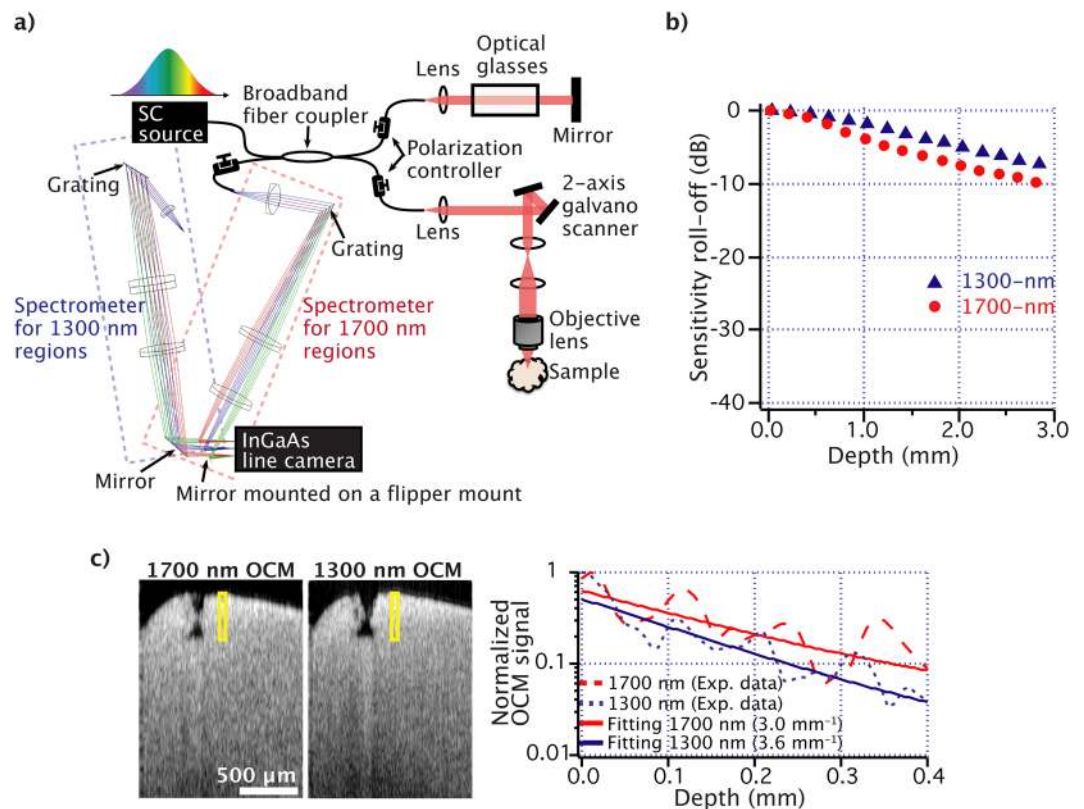 a)
SC
source
Broadband
fiber coupler
Lens
Optical
glasses
Mirror
Polarization
controller
Grating
Grating
Lens
2-axis
galvano
scanner
Spectrometer
for 1300 nm
regions
Spectrometer
for 1700 nm
regions
Objective
lens
Sample
InGaAs
line camera
Mirror
Mirror mounted on a flipper mount
b)
Sensitivity roll-off (dB)
0
-10
-20
-30
-40
1300-nm
1700-nm
0.0
1.0
2.0
3.0
Depth (mm)
c)
1700 nm OCM
1300 nm OCM
500 µm
Normalized
OCM signal
1
0.1
0.01
1700 nm (Exp. data)
1300 nm (Exp. data)
Fitting 1700 nm (3.0 mm⁻¹)
Fitting 1300 nm (3.6 mm⁻¹)
0.0
0.1
0.2
0.3
0.4
Depth (mm)